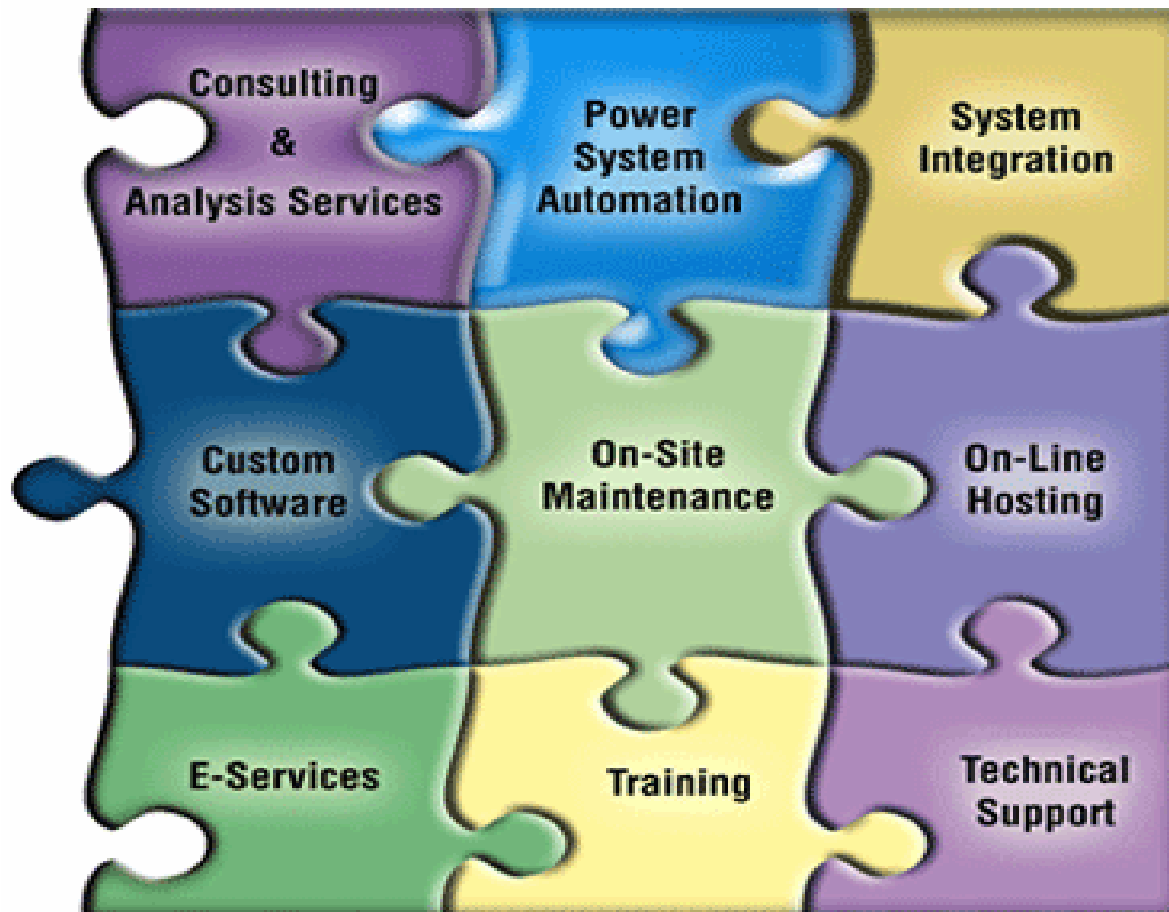 Consulting
&
Analysis Services
Power
System
Automation
System
Integration
Custom
Software
On-Site
Maintenance
On-Line
Hosting
E-Services
Training
Technical
Support